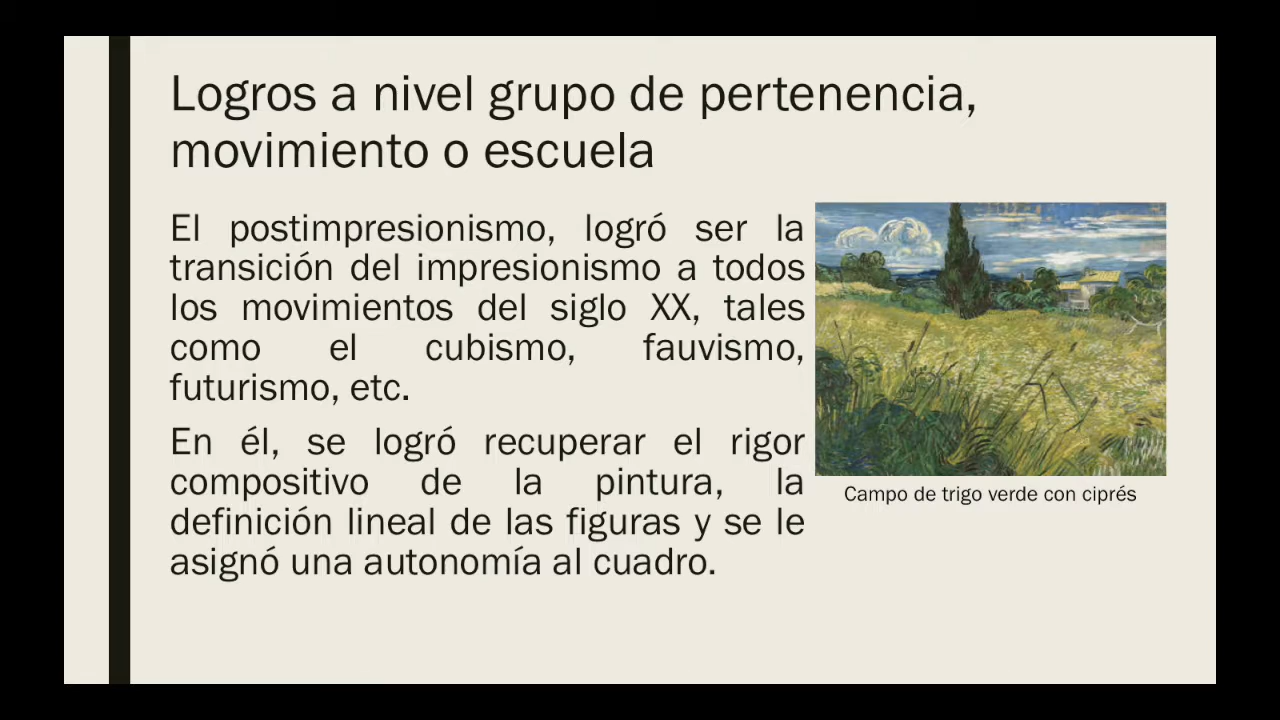 Logros a nivel grupo de pertenencia,
movimiento o escuela
El postimpresionismo, logró ser la
transición del impresionismo a todos
los movimientos del siglo XX, tales
como el cubismo, fauvismo,
futurismo, etc.
En él, se logró recuperar el rigor
compositivo de la pintura, la
definición lineal de las figuras y se le
asignó una autonomía al cuadro.
Campo de trigo verde con ciprés